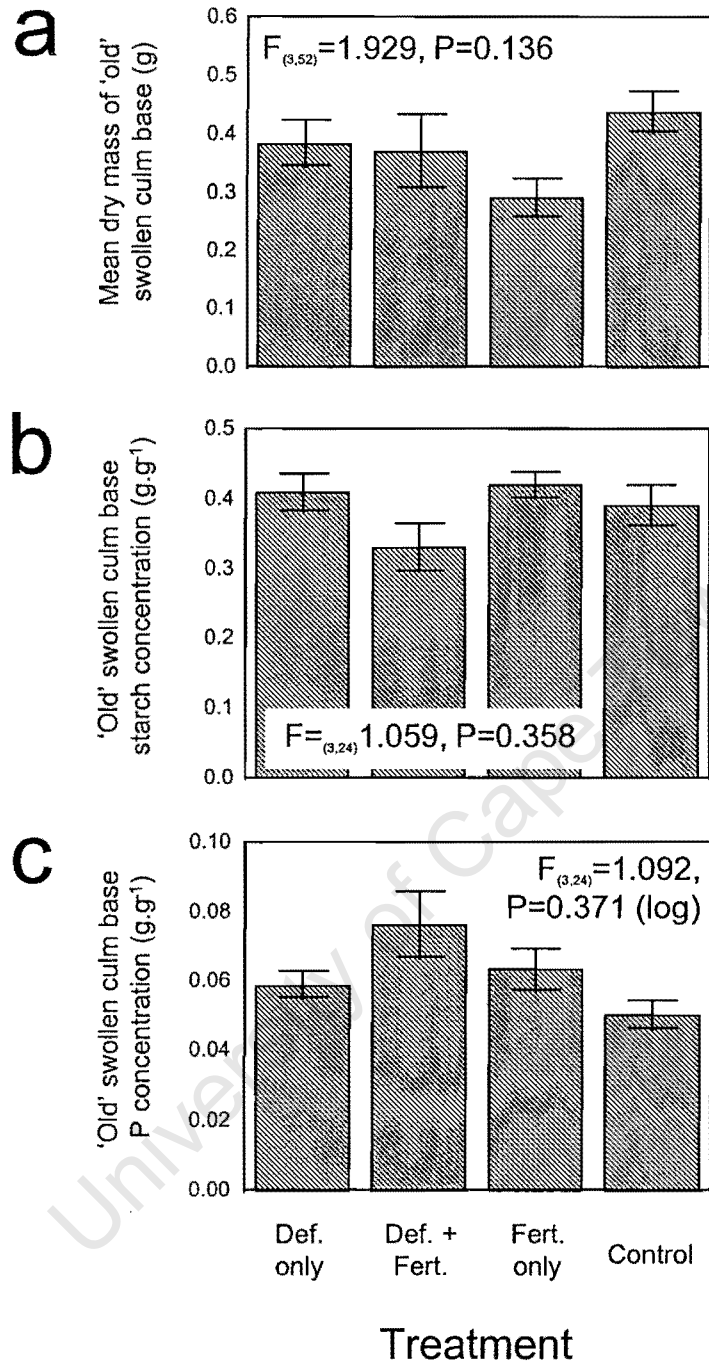 a
Mean dry mass of 'old'
swollen culm base (g)
0.6
0.5
0.4
0.3
0.2
0.1
0.0
F(3,52)=1.929, P=0.136
b
'Old' swollen culm base
starch concentration (g.g-1)
0.5
0.4
0.3
0.2
0.1
0.0
F=(3,24)1.059, P=0.358
c
'Old' swollen culm base
P concentration (g.g-1)
0.10
0.08
0.06
0.04
0.02
0.00
F(3,24)=1.092,
P=0.371 (log)
Def. only
Def. + Fert.
Fert. only
Control
Treatment
University of Cape